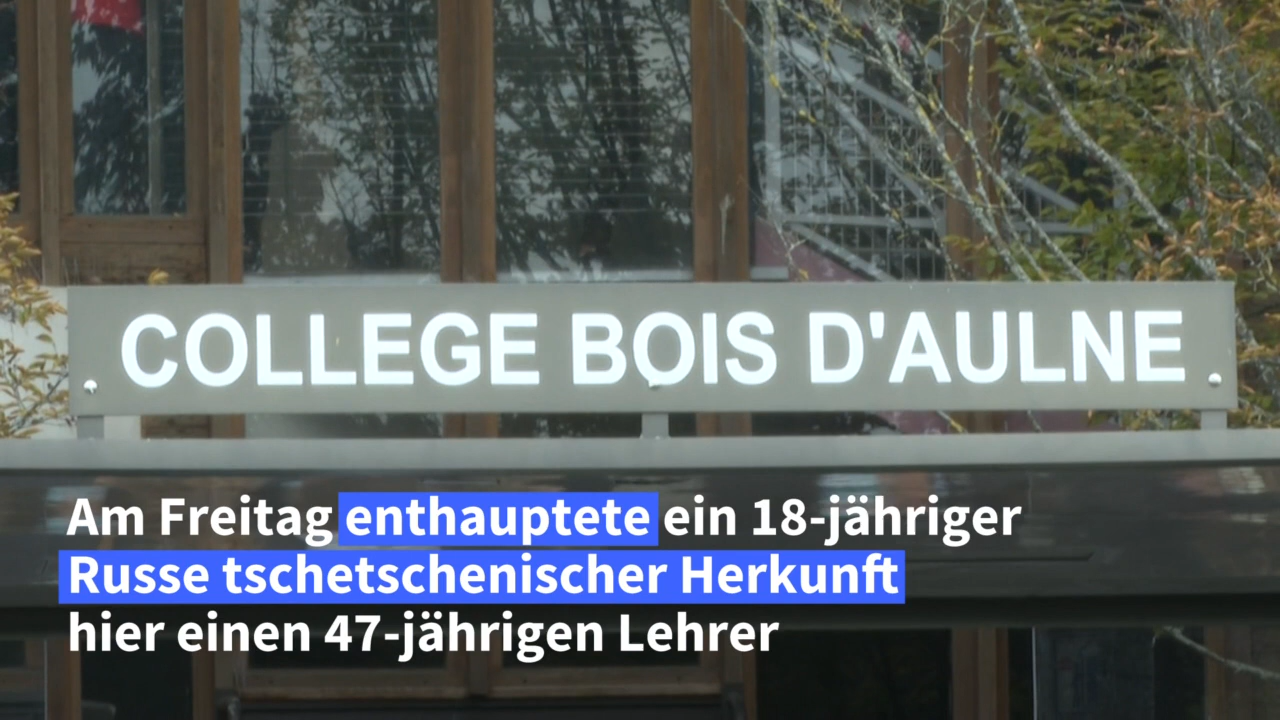 COLLEGE BOIS D'AULNE
Am Freitag enthauptete ein 18-jähriger
Russe tschetschenischer Herkunft
hier einen 47-jährigen Lehrer